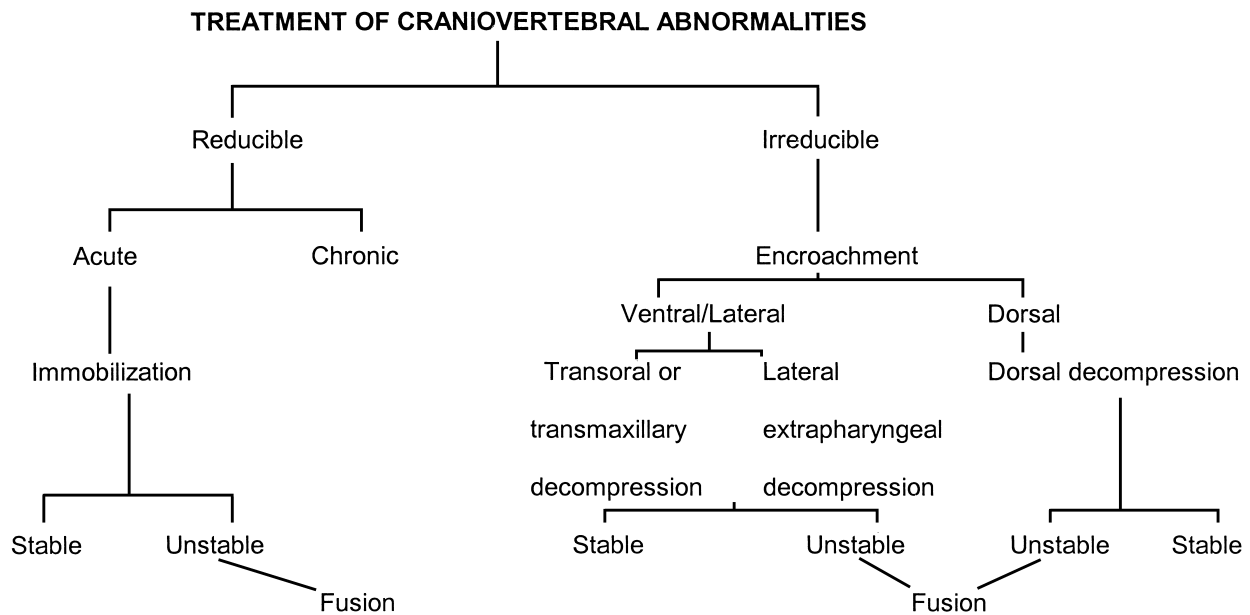 TREATMENT OF CRANIOVERTEBRAL ABNORMALITIES
Reducible
Irreducible
Acute
Chronic
Encroachment
Ventral/Lateral
Dorsal
Immobilization
Transoral or
transmaxillary
decompression
Lateral
extrapharyngeal
decompression
Dorsal decompression
Stable
Unstable
Stable
Unstable
Unstable
Stable
Fusion
Fusion